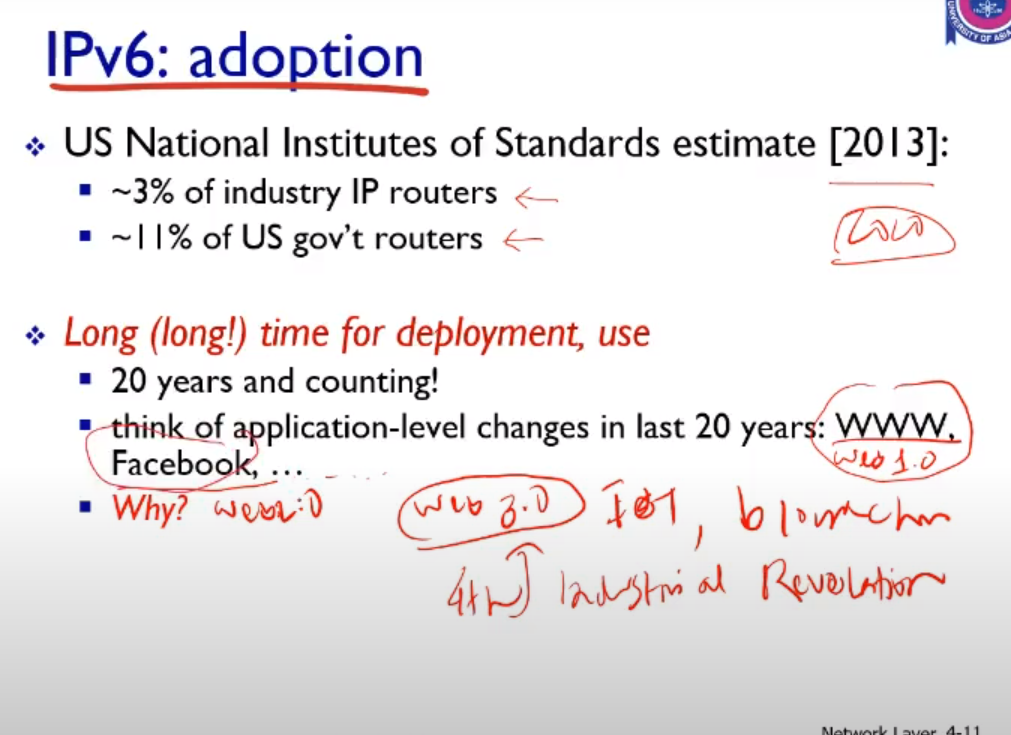 UNIVERSITY OF ASIA
IPv6: adoption
❖ US National Institutes of Standards estimate [2013]:
▪ ~3% of industry IP routers ←
▪ ~11% of US gov't routers ←
2020
❖ Long (long!) time for deployment, use
▪ 20 years and counting!
▪ think of application-level changes in last 20 years: WWW,
web 1.0
Facebook, …
▪ Why? web 2.0
web 3.0 IOT,
4th Industrial Revolution
Network Layer 4-11